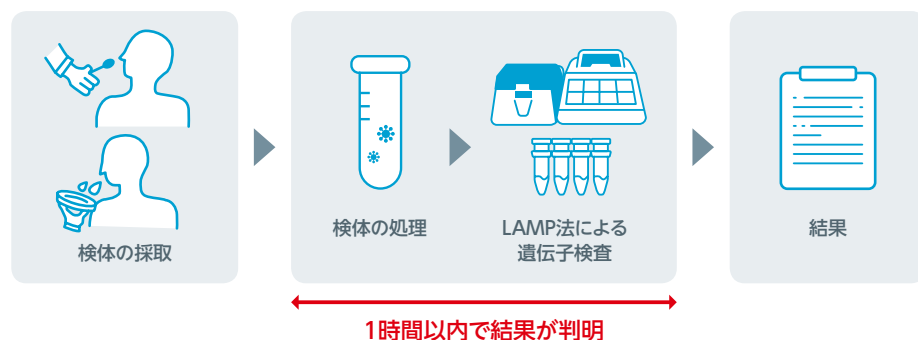 検体の採取
検体の処理
LAMP法による
遺伝子検査
結果
1時間以内で結果が判明